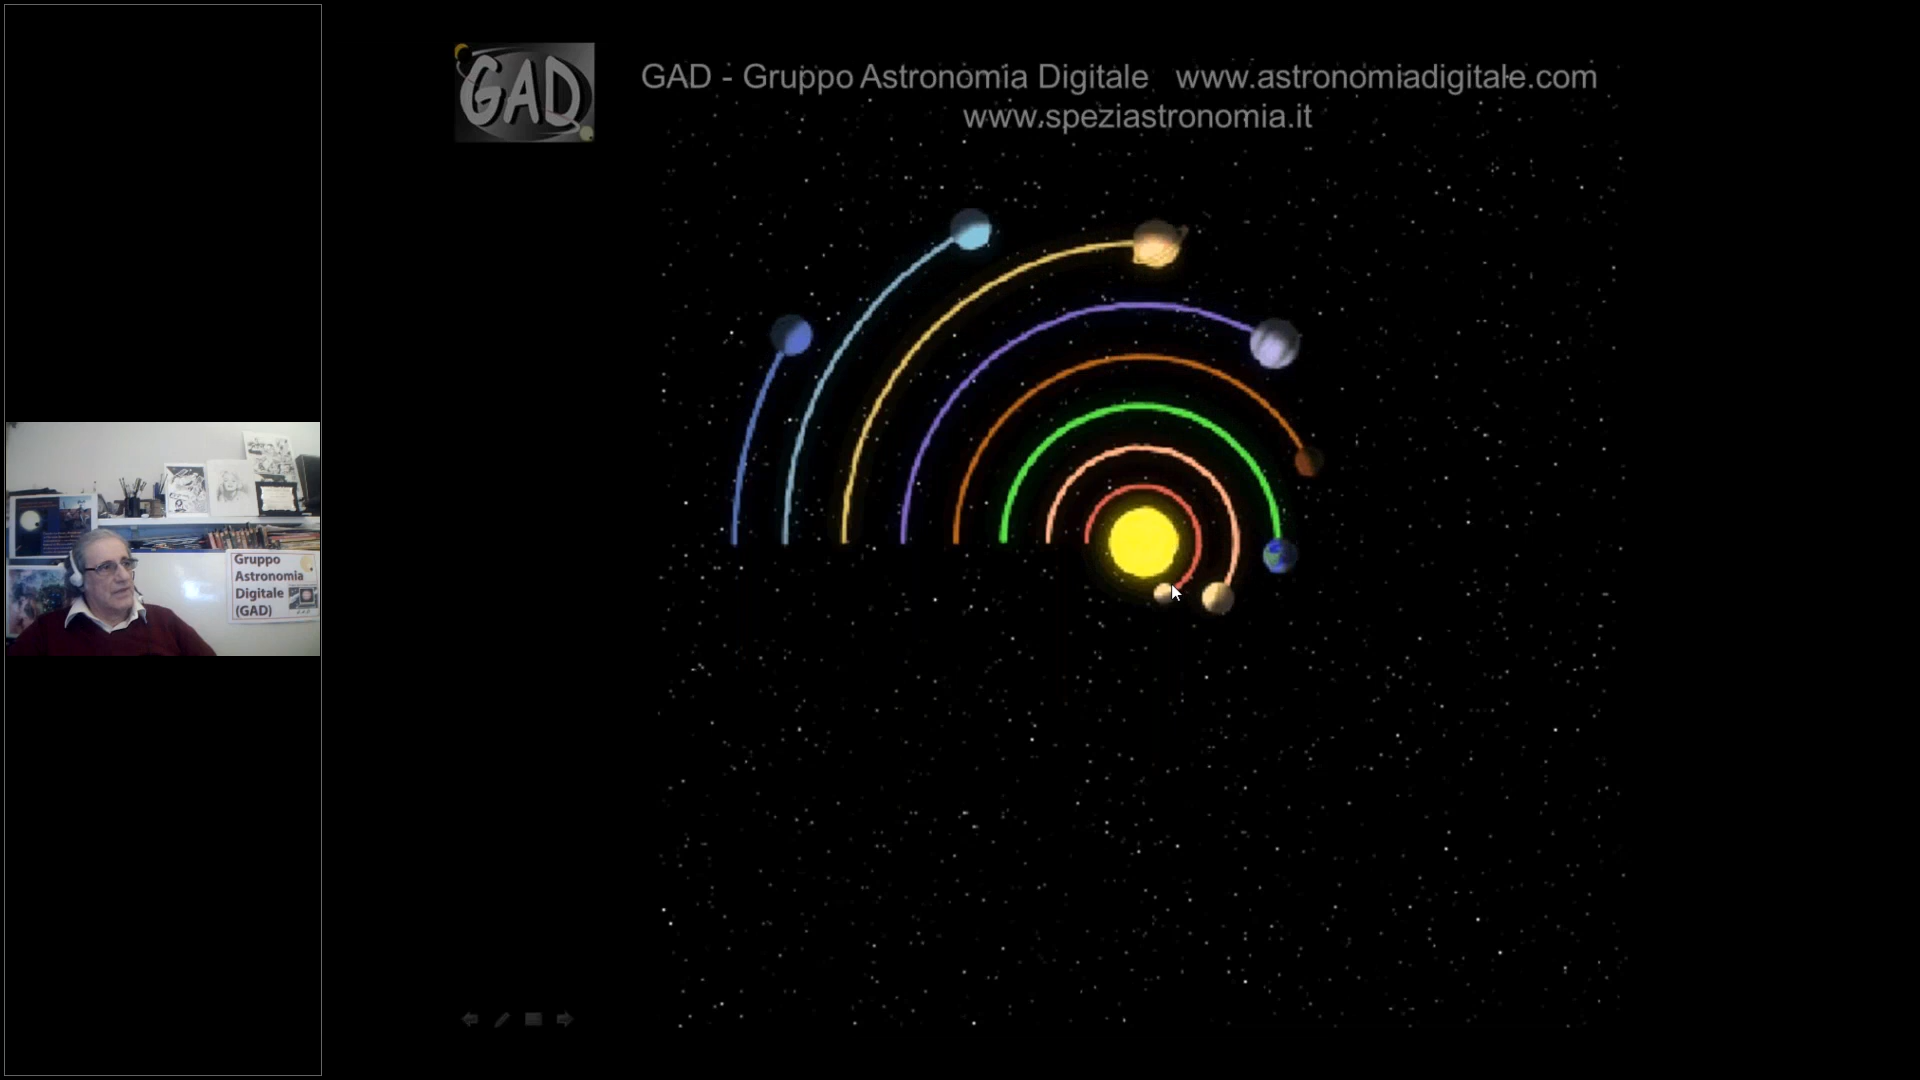 GAD
GAD - Gruppo Astronomia Digitale www.astronomiadigitale.com
www.speziastronomia.it
Gruppo
Astronomia
Digitale
(GAD)